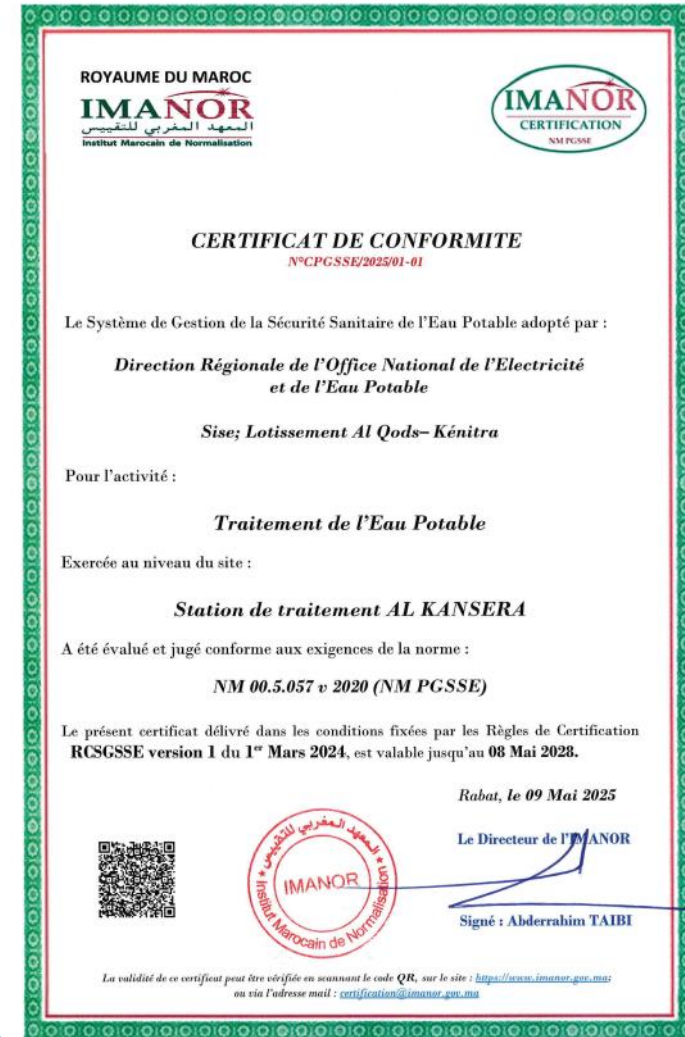 ROYAUME DU MAROC
IMANOR
المعهد المغربي للتقييس
Institut Marocain de Normalisation
IMANOR
CERTIFICATION
NM PGSSE
CERTIFICAT DE CONFORMITE
N°CPGSSE/2025/01-01
Le Système de Gestion de la Sécurité Sanitaire de l'Eau Potable adopté par :
Direction Régionale de l'Office National de l'Electricité
et de l'Eau Potable
Sise; Lotissement Al Qods– Kénitra
Pour l'activité :
Traitement de l'Eau Potable
Exercée au niveau du site :
Station de traitement AL KANSERA
A été évalué et jugé conforme aux exigences de la norme :
NM 00.5.057 v 2020 (NM PGSSE)
Le présent certificat délivré dans les conditions fixées par les Règles de Certification
RCSGSSE version 1 du 1er Mars 2024, est valable jusqu'au 08 Mai 2028.
Rabat, le 09 Mai 2025
Le Directeur de l'IMANOR
المعهد المغربي للتقييس
IMANOR
Institut Marocain de Normalisation
Signé : Abderrahim TAIBI
La validité de ce certificat peut être vérifiée en scannant le code QR, sur le site : https://www.imanor.gov.ma;
ou via l'adresse mail : certification@imanor.gov.ma